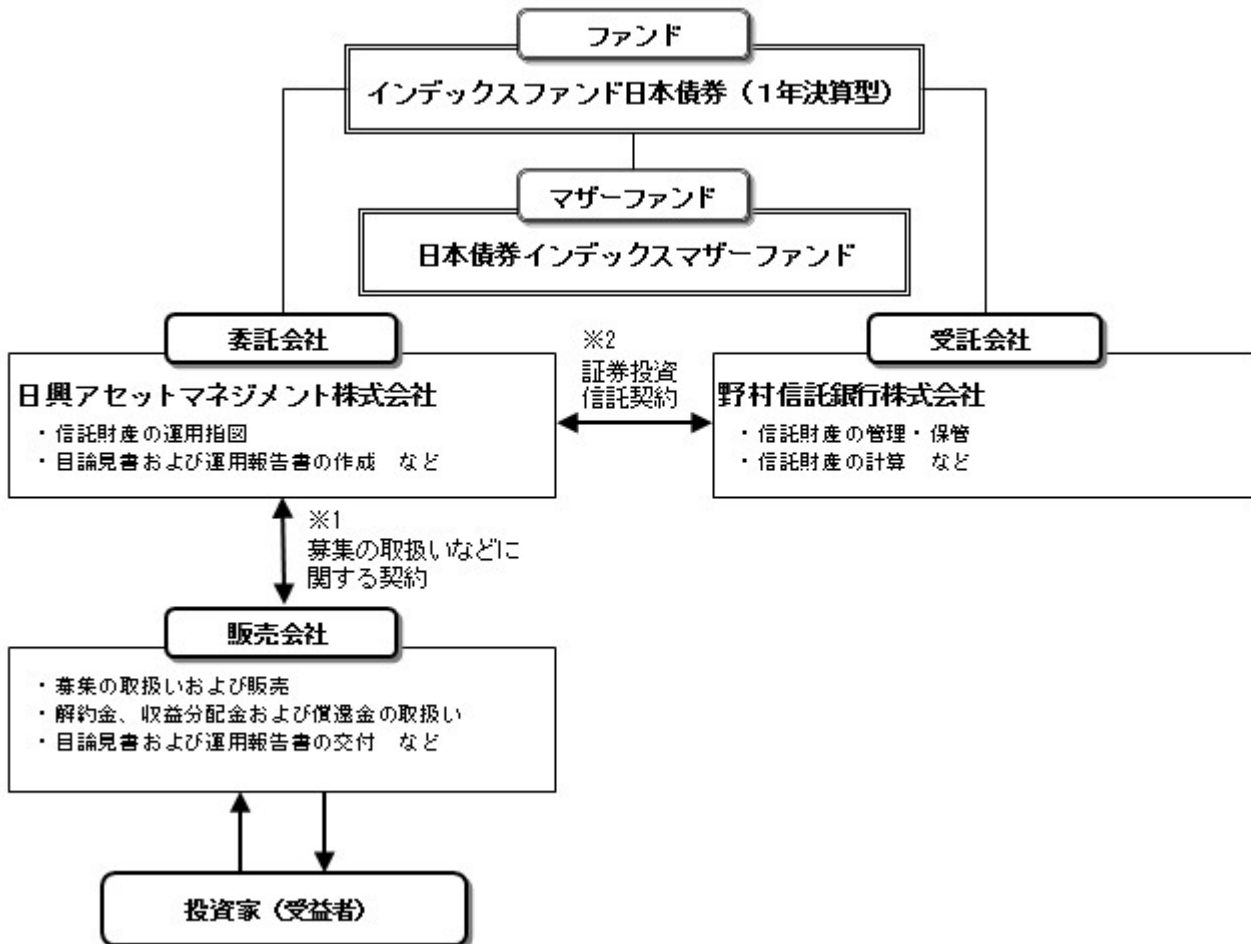 ファンド
インデックスファンド日本債券（１年決算型）
マザーファンド
日本債券インデックスマザーファンド
委託会社
日興アセットマネジメント株式会社
・信託財産の運用指図
・目論見書および運用報告書の作成　など
※2
証券投資
信託契約
受託会社
野村信託銀行株式会社
・信託財産の管理・保管
・信託財産の計算　など
※1
募集の取扱いなどに
関する契約
販売会社
・募集の取扱いおよび販売
・解約金、収益分配金および償還金の取扱い
・目論見書および運用報告書の交付　など
投資家（受益者）